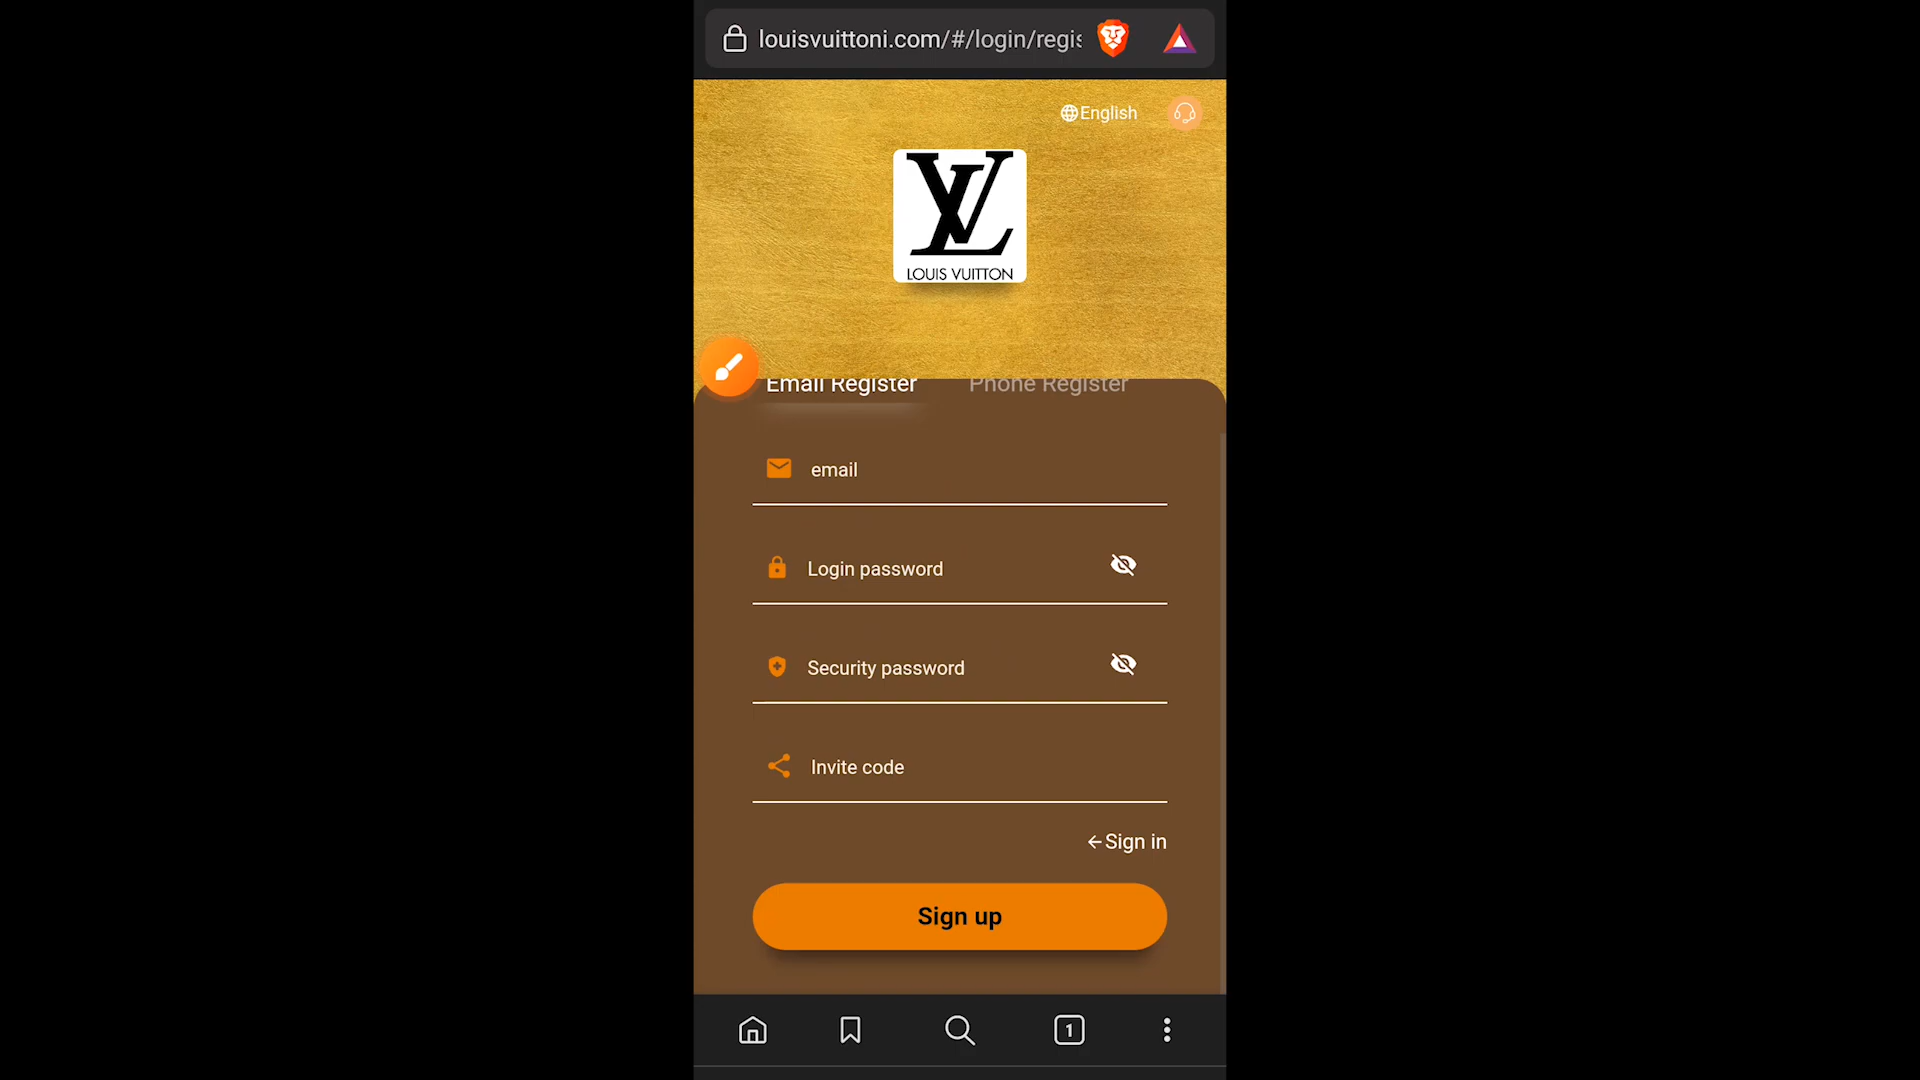 louisvuittoni.com/#/login/regis
English
LV
LOUIS VUITTON
Email Register
Phone Register
email
Login password
Security password
Invite code
Sign in
Sign up
1